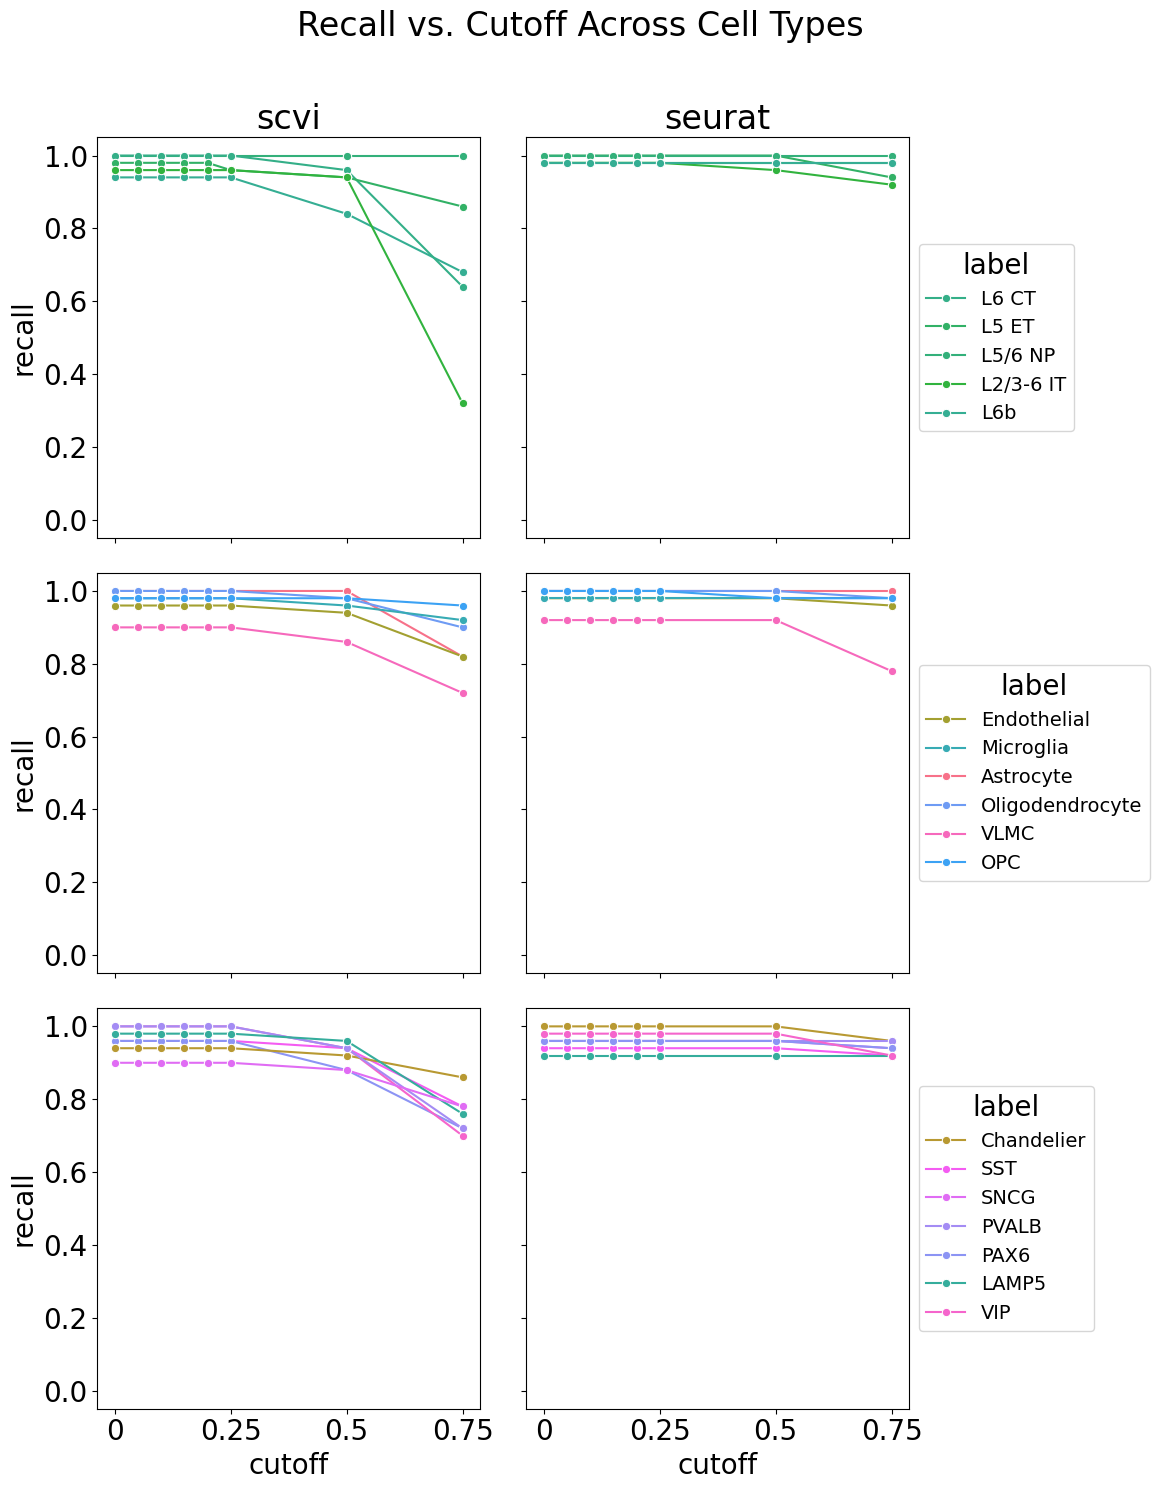 Recall vs. Cutoff Across Cell Types
scvi
seurat
1.0
0.8
0.6
0.4
0.2
0.0
recall
label
L6 CT
L5 ET
L5/6 NP
L2/3-6 IT
L6b
1.0
0.8
0.6
0.4
0.2
0.0
recall
label
Endothelial
Microglia
Astrocyte
Oligodendrocyte
VLMC
OPC
1.0
0.8
0.6
0.4
0.2
0.0
recall
label
Chandelier
SST
SNCG
PVALB
PAX6
LAMP5
VIP
0 0.25 0.5 0.75
cutoff
0 0.25 0.5 0.75
cutoff